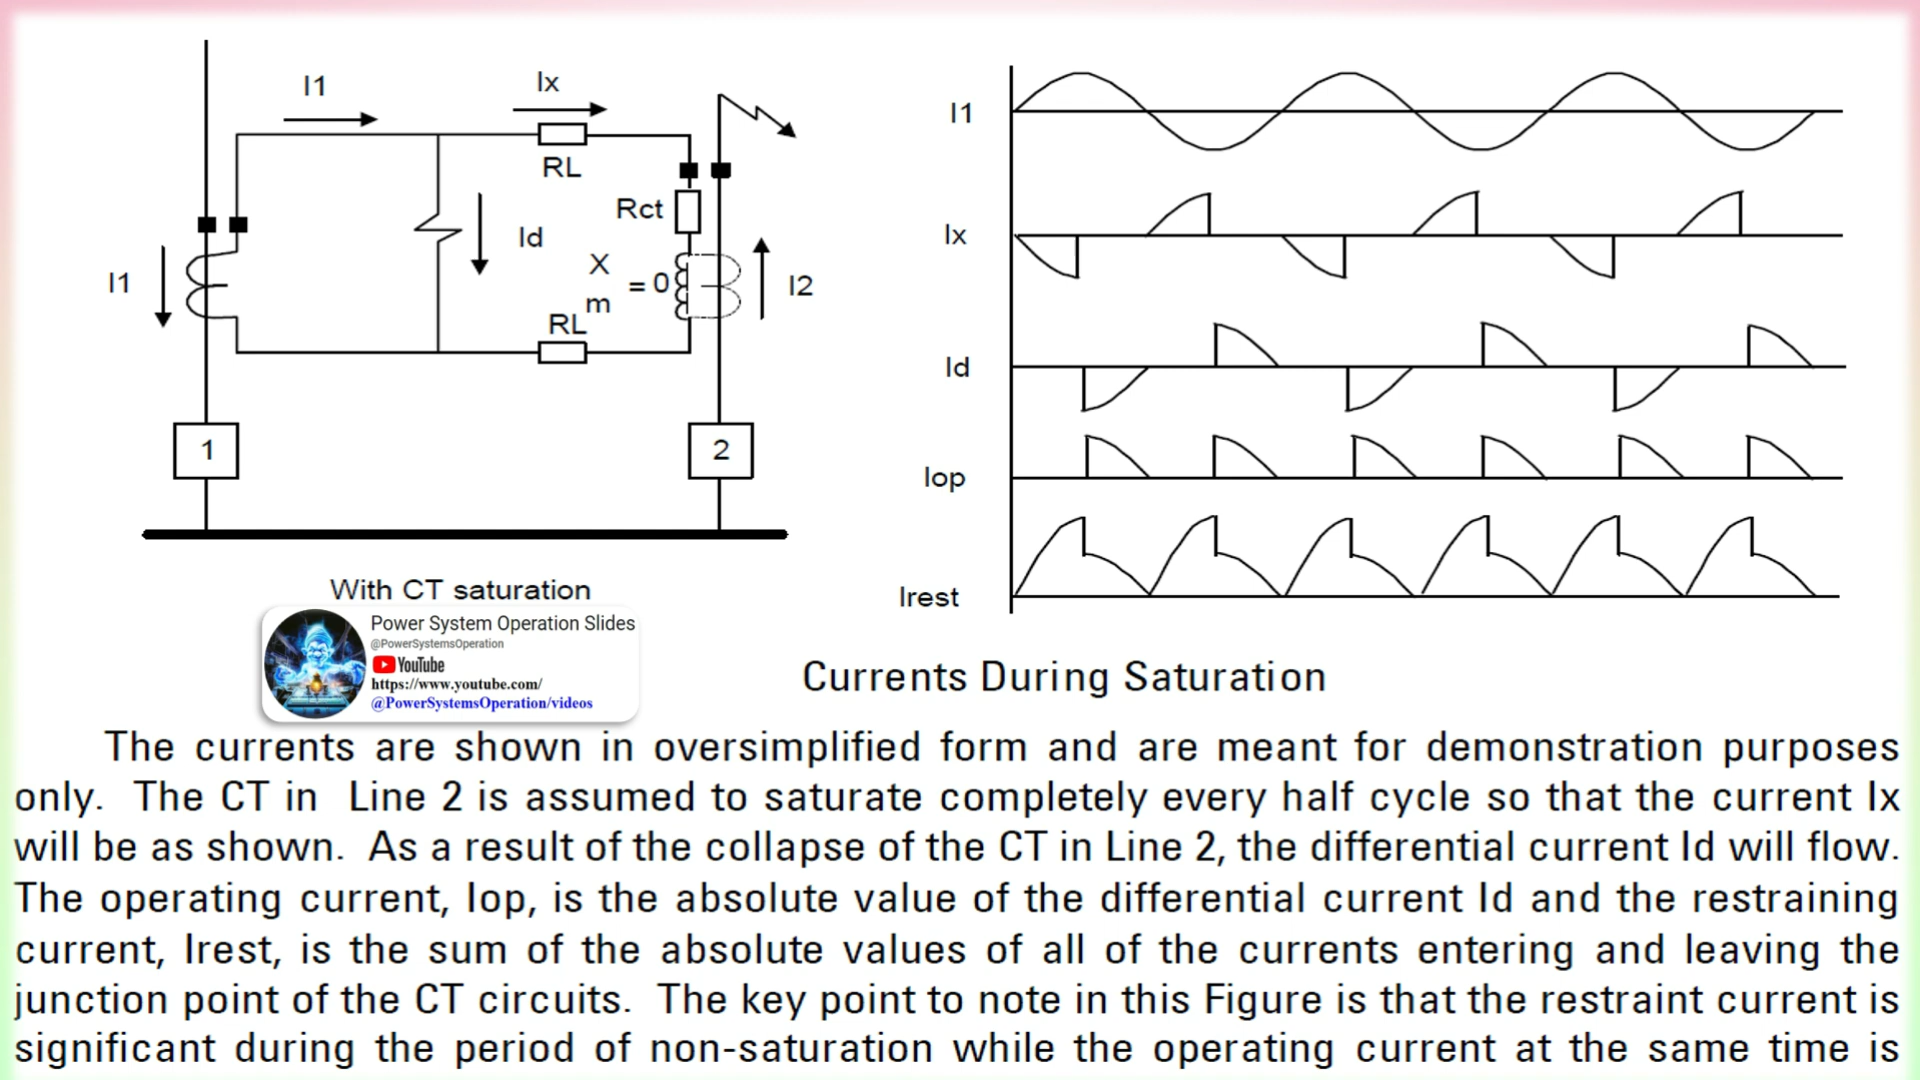 I1
Ix
RL
Rct
Id
X
m
= 0
I1
I2
RL
1
2
With CT saturation
I1
Ix
Id
Iop
Irest
Power System Operation Slides
@PowerSystemsOperation
YouTube
https://www.youtube.com/
@PowerSystemsOperation/videos
Currents During Saturation
The currents are shown in oversimplified form and are meant for demonstration purposes
only. The CT in Line 2 is assumed to saturate completely every half cycle so that the current Ix
will be as shown. As a result of the collapse of the CT in Line 2, the differential current Id will flow.
The operating current, Iop, is the absolute value of the differential current Id and the restraining
current, Irest, is the sum of the absolute values of all of the currents entering and leaving the
junction point of the CT circuits. The key point to note in this Figure is that the restraint current is
significant during the period of non-saturation while the operating current at the same time is